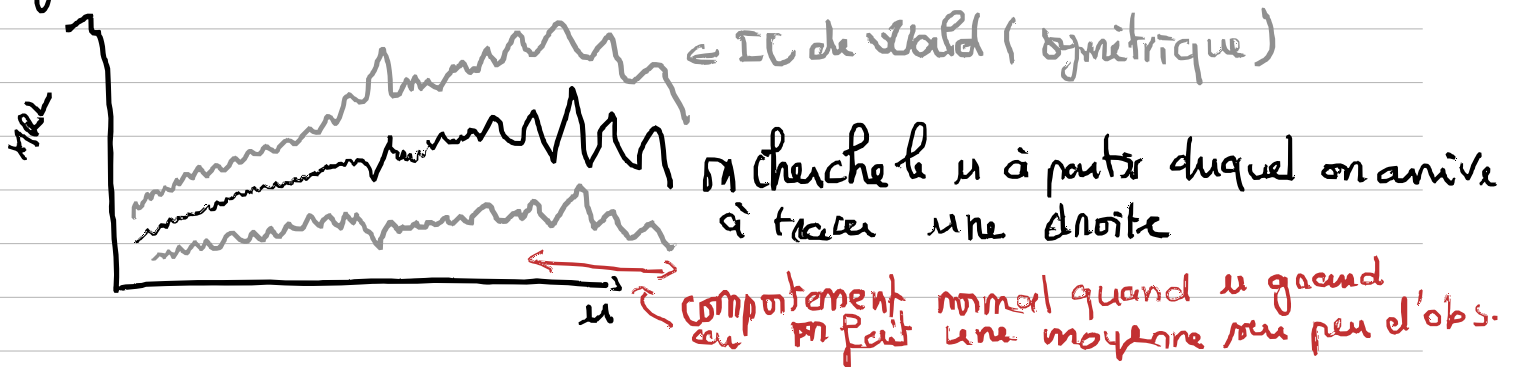 ⇐ IC de Wald ( symétrique )
MRL
on cherche le u à partir duquel on arrive
à tracer une droite
u
comportement normal quand u grand
car on fait une moyenne sur peu d'obs.